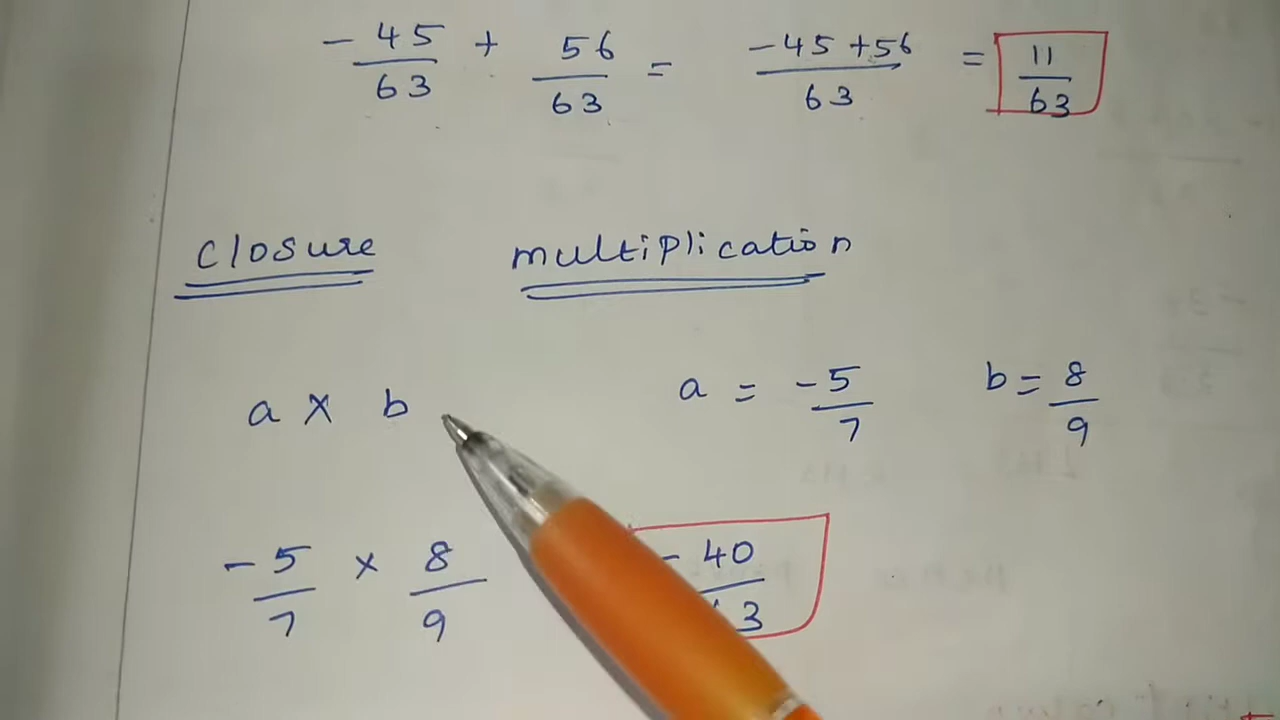 - 45/63 + 56/63 = -45+56/63 = 11/63
closure multiplication
a × b a = -5/7 b = 8/9
-5/7 × 8/9 - 40/ 3